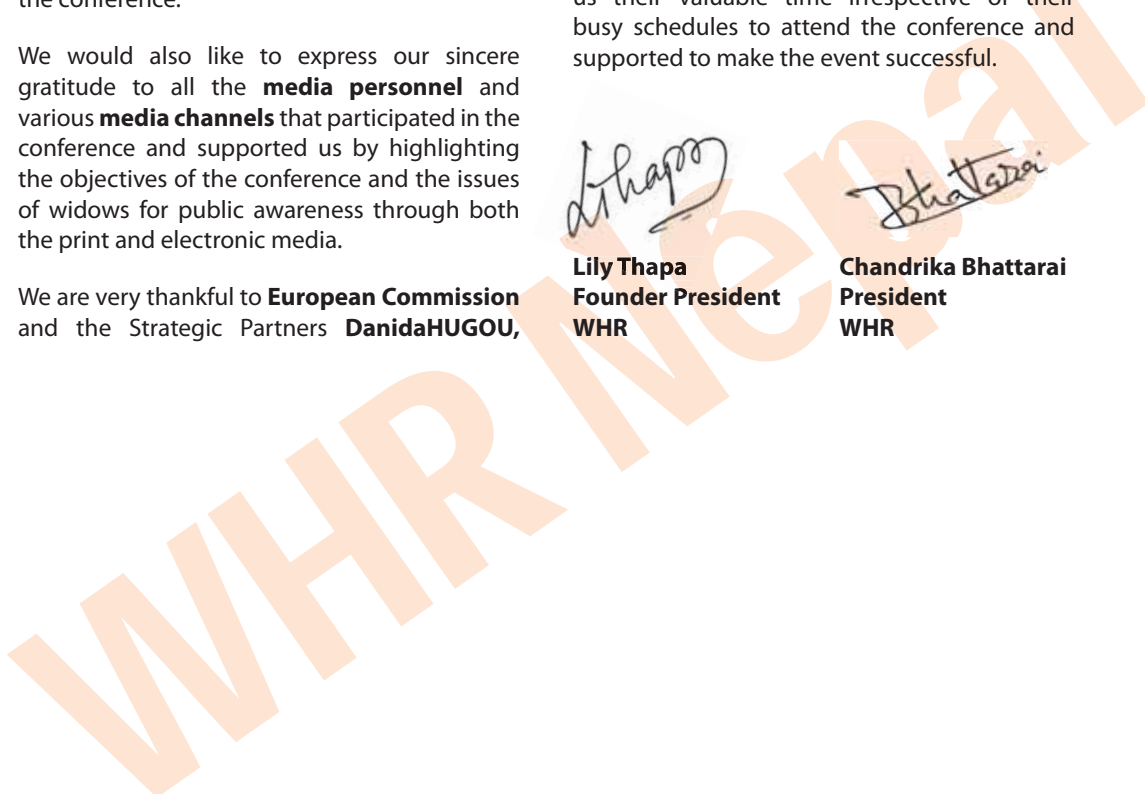 the conference.
We would also like to express our sincere
gratitude to all the media personnel and
various media channels that participated in the
conference and supported us by highlighting
the objectives of the conference and the issues
of widows for public awareness through both
the print and electronic media.
We are very thankful to European Commission
and the Strategic Partners DanidaHUGOU,
us their valuable time irrespective of their
busy schedules to attend the conference and
supported to make the event successful.
LThapa
Bhattarai
Lily Thapa
Founder President
WHR
Chandrika Bhattarai
President
WHR
WHR Nepal